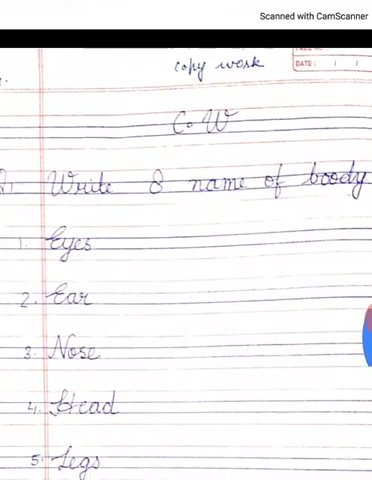 Scanned with CamScanner
DATE :
copy work
C.W
Write 8 name of boody
1. Eyes
2. Ear
3. Nose
4. Head
5. Legs